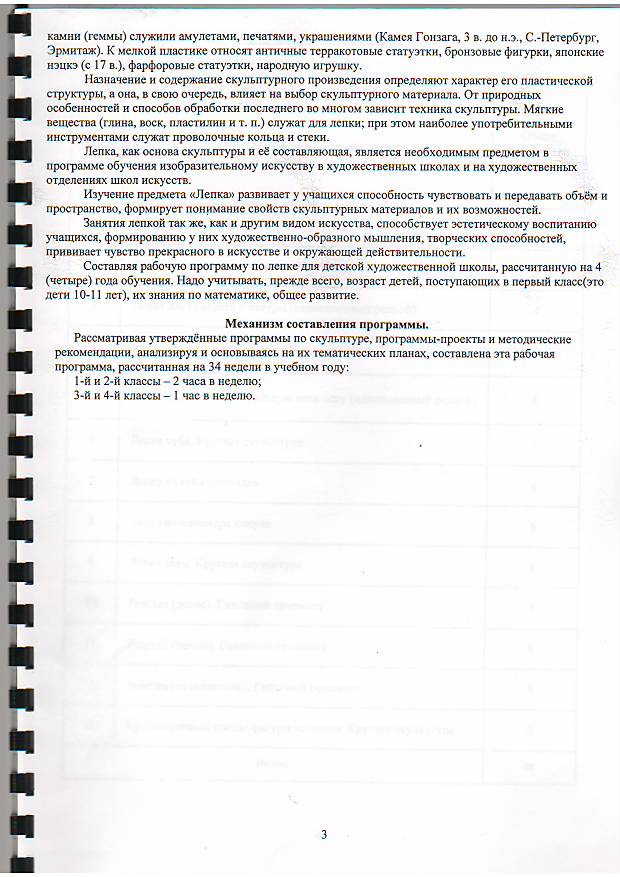 камни (геммы) служили амулетами, печатями, украшениями (Камея Гонзага, 3 в. до н.э., С.-Петербург,
Эрмитаж). К мелкой пластике относят античные терракотовые статуэтки, бронзовые фигурки, японские
нэцкэ (с 17 в.), фарфоровые статуэтки, народную игрушку.
Назначение и содержание скульптурного произведения определяют характер его пластической
структуры, а она, в свою очередь, влияет на выбор скульптурного материала. От природных
особенностей и способов обработки последнего во многом зависит техника скульптуры. Мягкие
вещества (глина, воск, пластилин и т. п.) служат для лепки; при этом наиболее употребительными
инструментами служат проволочные кольца и стеки.
Лепка, как основа скульптуры и её составляющая, является необходимым предметом в
программе обучения изобразительному искусству в художественных школах и на художественных
отделениях школ искусств.
Изучение предмета «Лепка» развивает у учащихся способность чувствовать и передавать объём и
пространство, формирует понимание свойств скульптурных материалов и их возможностей.
Занятия лепкой так же, как и другим видом искусства, способствует эстетическому воспитанию
учащихся, формированию у них художественно-образного мышления, творческих способностей,
прививает чувство прекрасного в искусстве и окружающей действительности.
Составляя рабочую программу по лепке для детской художественной школы, рассчитанную на 4
(четыре) года обучения. Надо учитывать, прежде всего, возраст детей, поступающих в первый класс(это
дети 10-11 лет), их знания по математике, общее развитие.
Механизм составления программы.
Рассматривая утверждённые программы по скульптуре, программы-проекты и методические
рекомендации, анализируя и основываясь на их тематических планах, составлена эта рабочая
программа, рассчитанная на 34 недели в учебном году:
1-й и 2-й классы – 2 часа в неделю;
3-й и 4-й классы – 1 час в неделю.
3